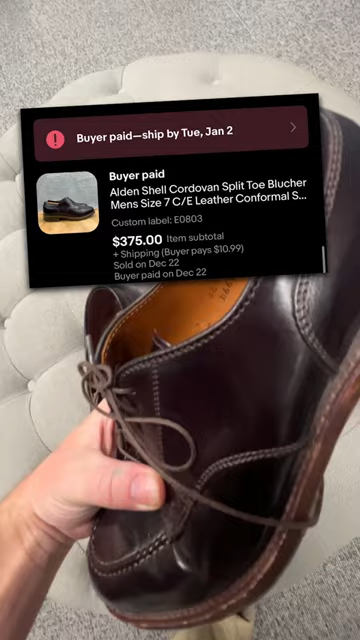 Buyer paid—ship by Tue, Jan 2
Buyer paid
Alden Shell Cordovan Split Toe Blucher
Mens Size 7 C/E Leather Conformal S...
Custom label: E0803
$375.00 Item subtotal
+ Shipping (Buyer pays $10.99)
Sold on Dec 22
Buyer paid on Dec 22